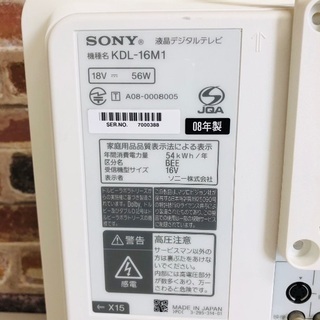 SONY 液晶デジタルテレビ
機種名 KDL-16M1
18V 56W
A08-0008005
JQA
SER.NO. 7000388
08年製
家庭用品品質表示法による表示
年間消費電力量 54kWh/年
区分名 BEE
受信機型サイズ 16V
表示者 ソニー株式会社
警告
感電
高圧注意
サービスマン以外の方は裏ぶたをあけないでください。
内部には高電圧部分が数多くあり、万一さわると危険です。
X15
MADE IN JAPAN